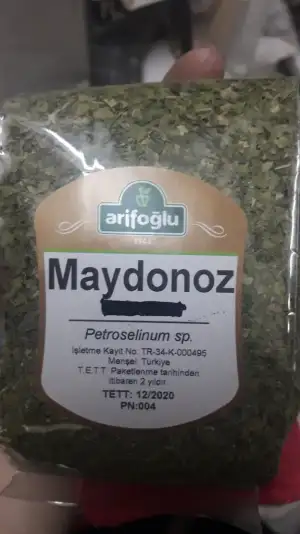 arifoğlu
Maydonoz
Petroselinum sp.
İşletme Kayıt No: TR-34-K-000495
Menşei: Türkiye
T.E.T.T: Paketlenme tarihinden
itibaren 2 yıldır
TETT: 12/2020
PN:004